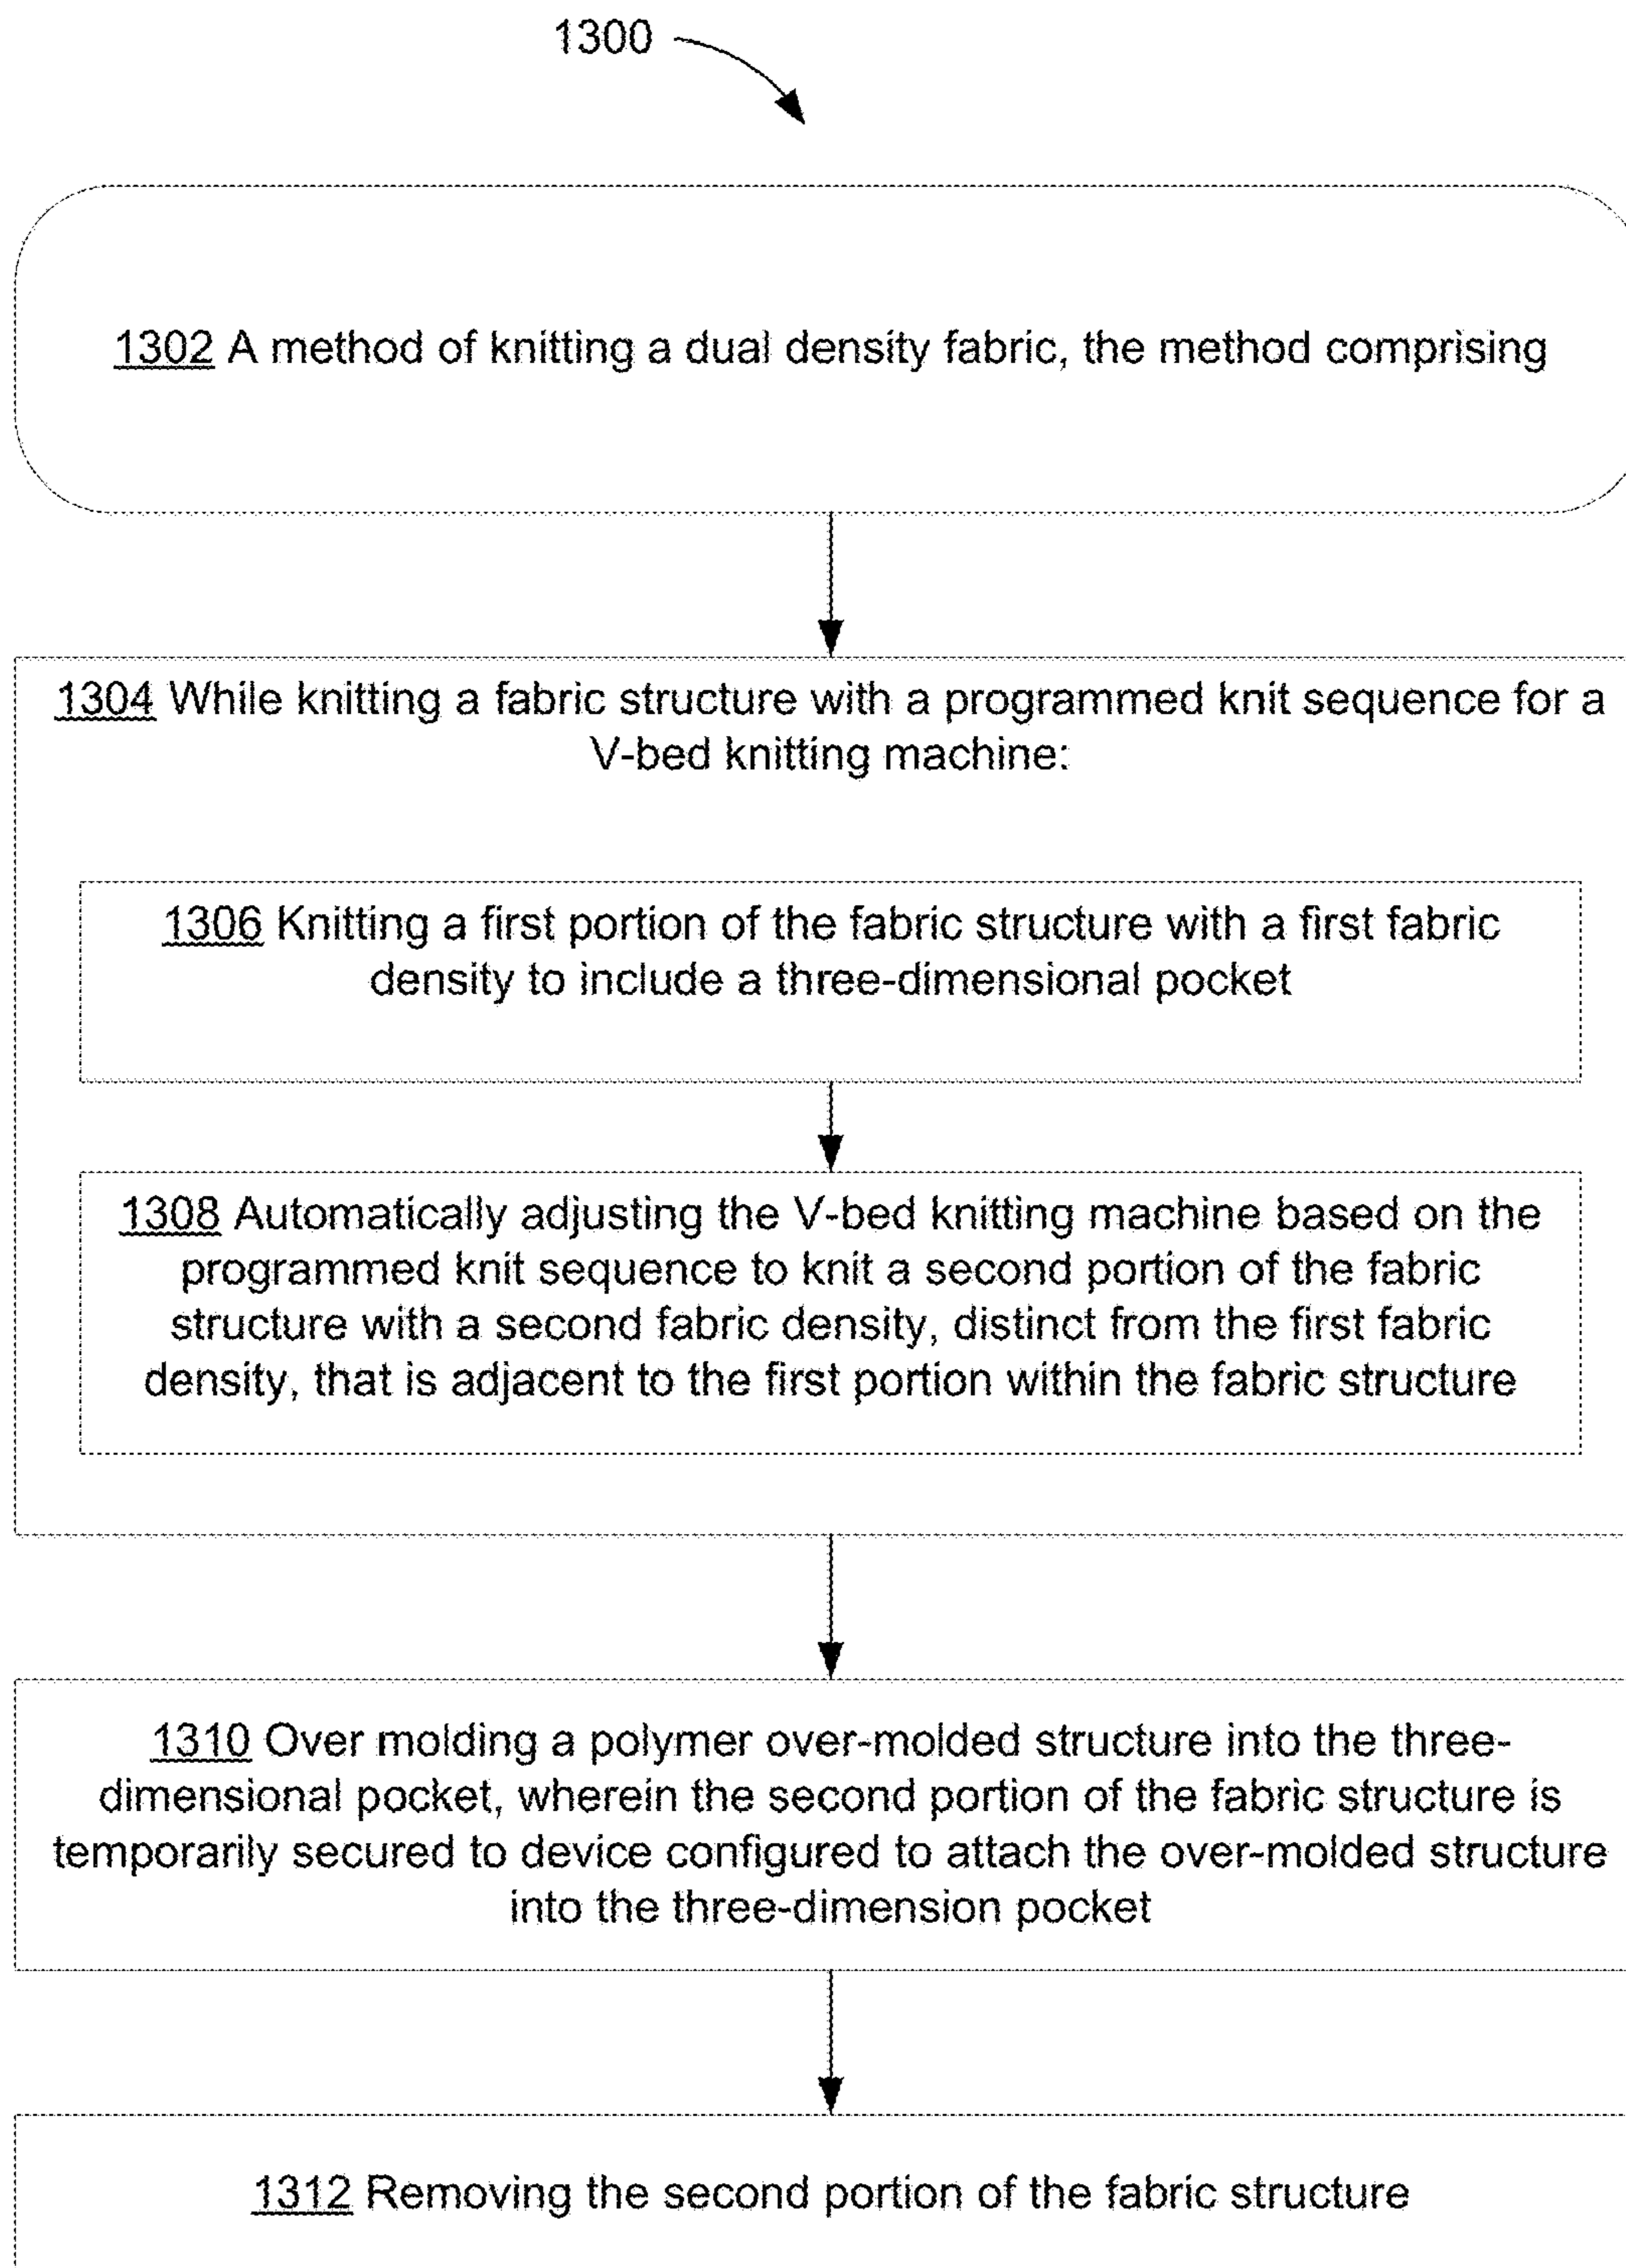 1300
1302 A method of knitting a dual density fabric, the method comprising
1304 While knitting a fabric structure with a programmed knit sequence for a
V-bed knitting machine:
1306 Knitting a first portion of the fabric structure with a first fabric
density to include a three-dimensional pocket
1308 Automatically adjusting the V-bed knitting machine based on the
programmed knit sequence to knit a second portion of the fabric
structure with a second fabric density, distinct from the first fabric
density, that is adjacent to the first portion within the fabric structure
1310 Over molding a polymer over-molded structure into the three-
dimensional pocket, wherein the second portion of the fabric structure is
temporarily secured to device configured to attach the over-molded structure
into the three-dimension pocket
1312 Removing the second portion of the fabric structure